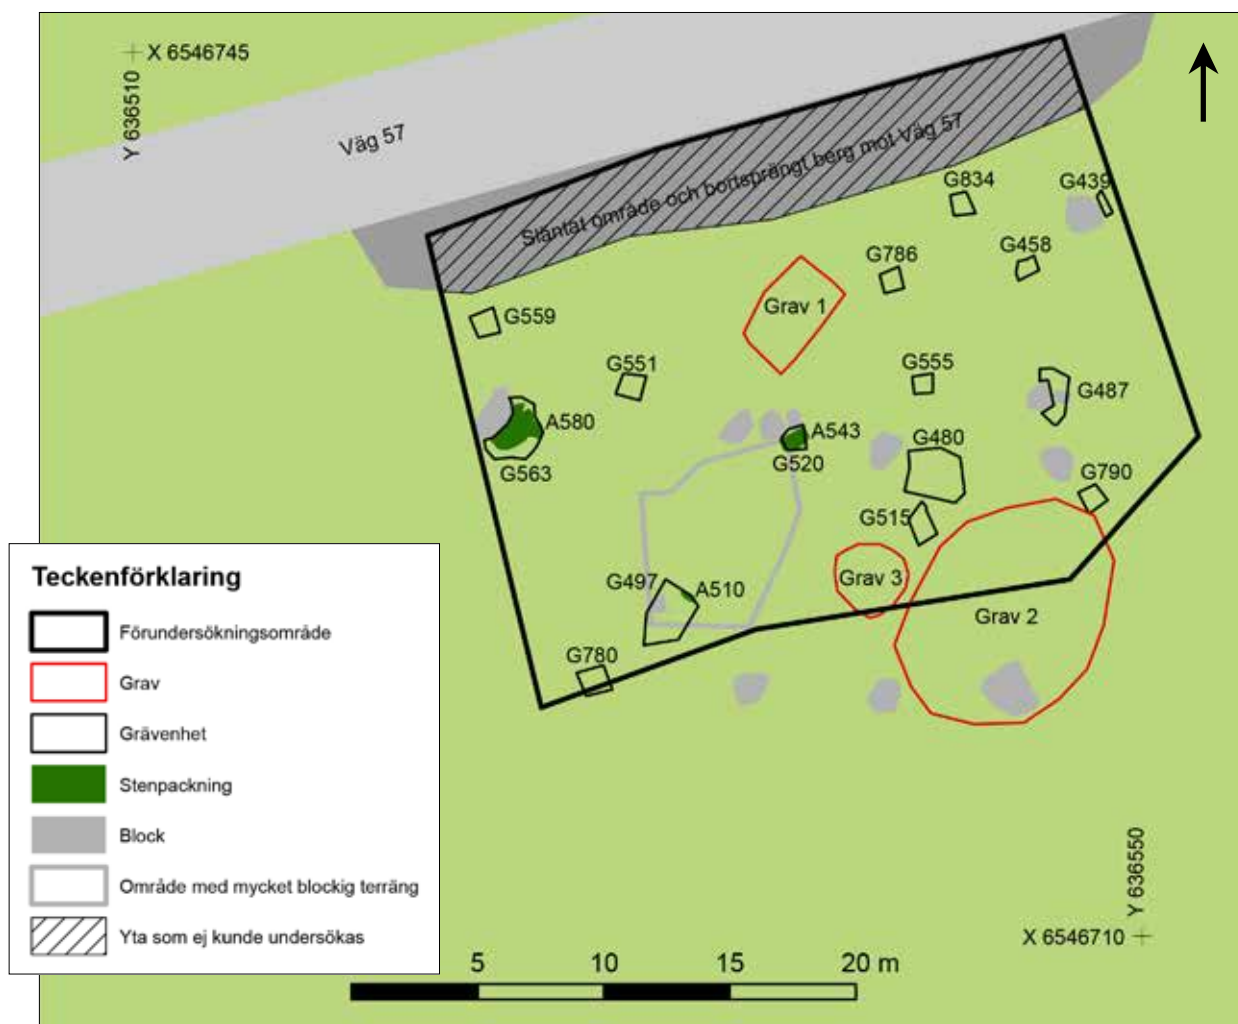 X 6546745
Y 636510
Väg 57
Släntat område och bortsprängt berg mot Väg 57
G834
G439
G786
G458
Grav 1
G559
G551
G555
G487
A580
A543
G480
G563
G520
G790
G515
G497
A510
Grav 3
Grav 2
G780
Teckenförklaring
Förundersökningsområde
Grav
Grävenhet
Stenpackning
Block
Område med mycket blockig terräng
Yta som ej kunde undersökas
Y 636550
X 6546710
5 10 15 20 m